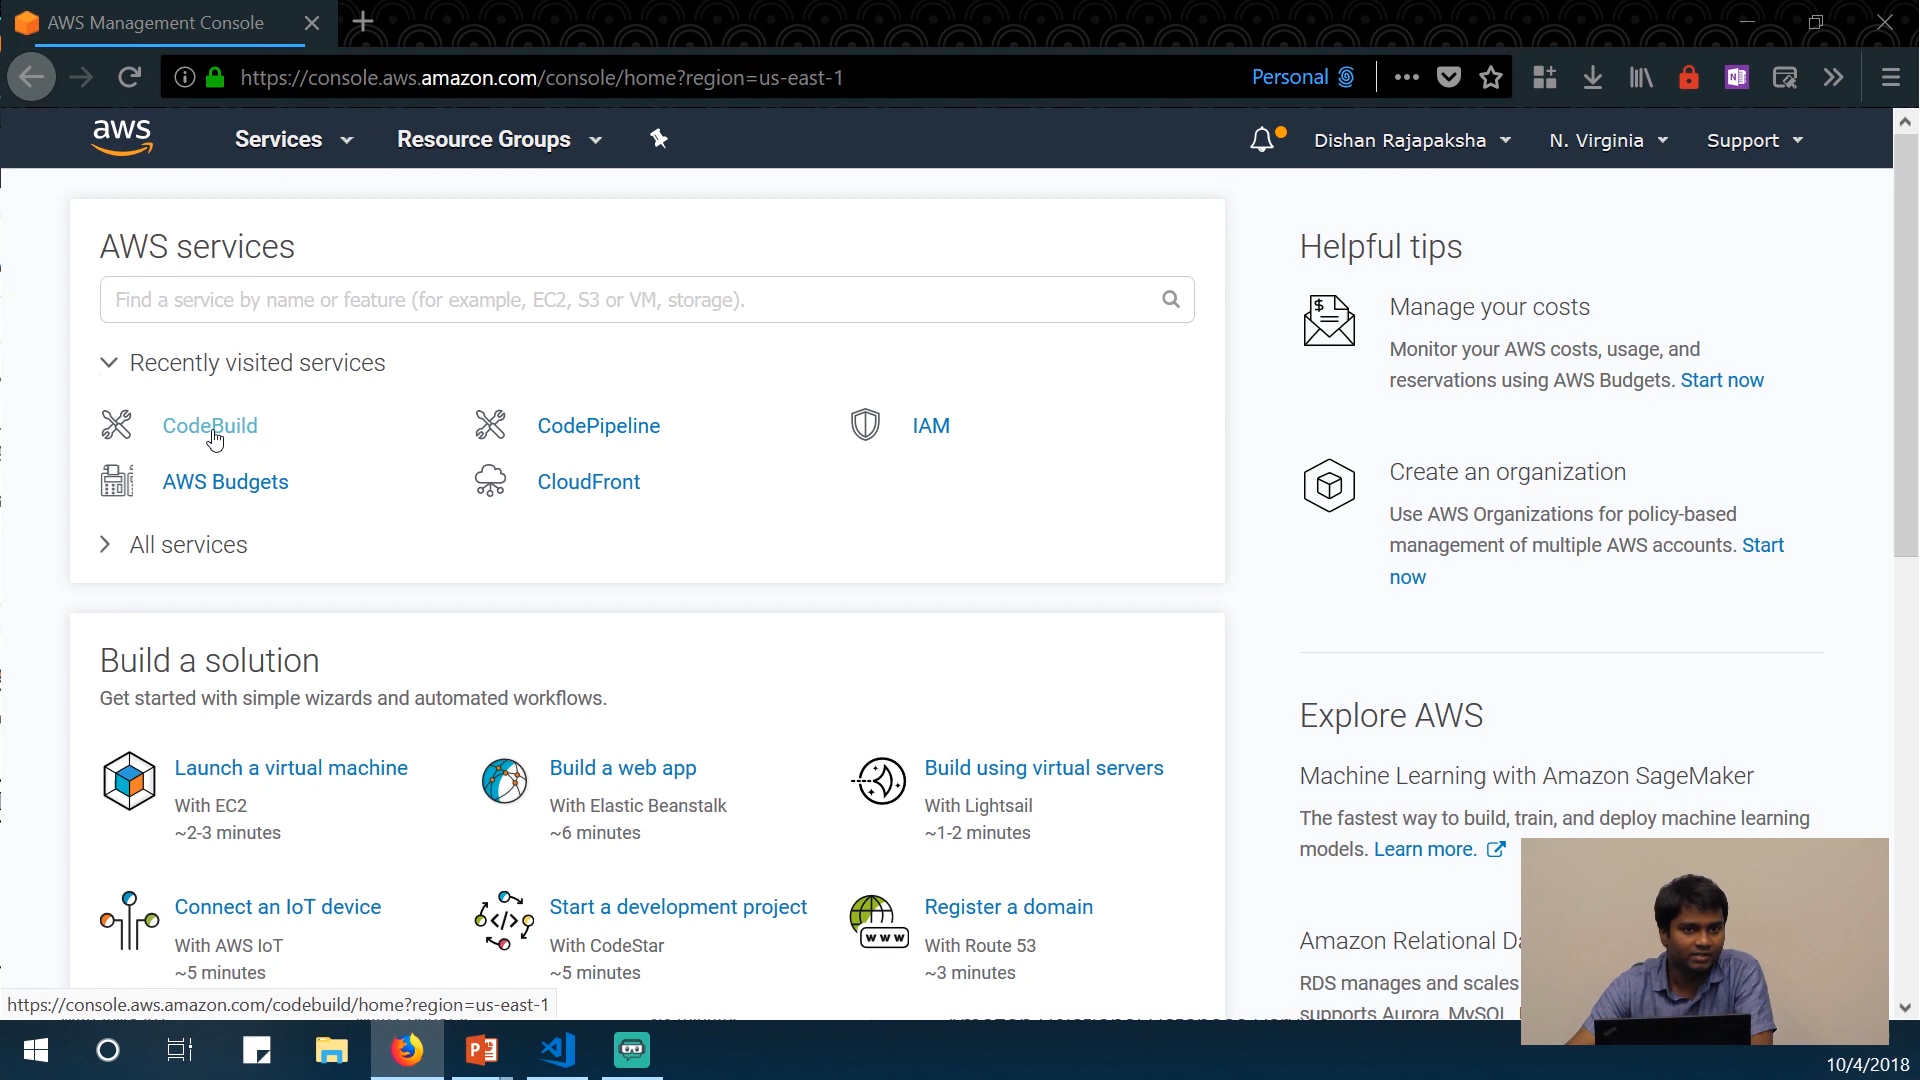 AWS Management Console
https://console.aws.amazon.com/console/home?region=us-east-1
Personal
aws
Services
Resource Groups
Dishan Rajapaksha
N. Virginia
Support
AWS services
Find a service by name or feature (for example, EC2, S3 or VM, storage).
Recently visited services
CodeBuild
CodePipeline
IAM
AWS Budgets
CloudFront
All services
Build a solution
Get started with simple wizards and automated workflows.
Launch a virtual machine
With EC2
~2-3 minutes
Build a web app
With Elastic Beanstalk
~6 minutes
Build using virtual servers
With Lightsail
~1-2 minutes
Connect an IoT device
With AWS IoT
~5 minutes
Start a development project
With CodeStar
~5 minutes
Register a domain
With Route 53
~3 minutes
Helpful tips
Manage your costs
Monitor your AWS costs, usage, and
reservations using AWS Budgets. Start now
Create an organization
Use AWS Organizations for policy-based
management of multiple AWS accounts. Start
now
Explore AWS
Machine Learning with Amazon SageMaker
The fastest way to build, train, and deploy machine learning
models. Learn more.
Amazon Relational
RDS manages and scales
supports Aurora, MySQL,
https://console.aws.amazon.com/codebuild/home?region=us-east-1
10/4/2018